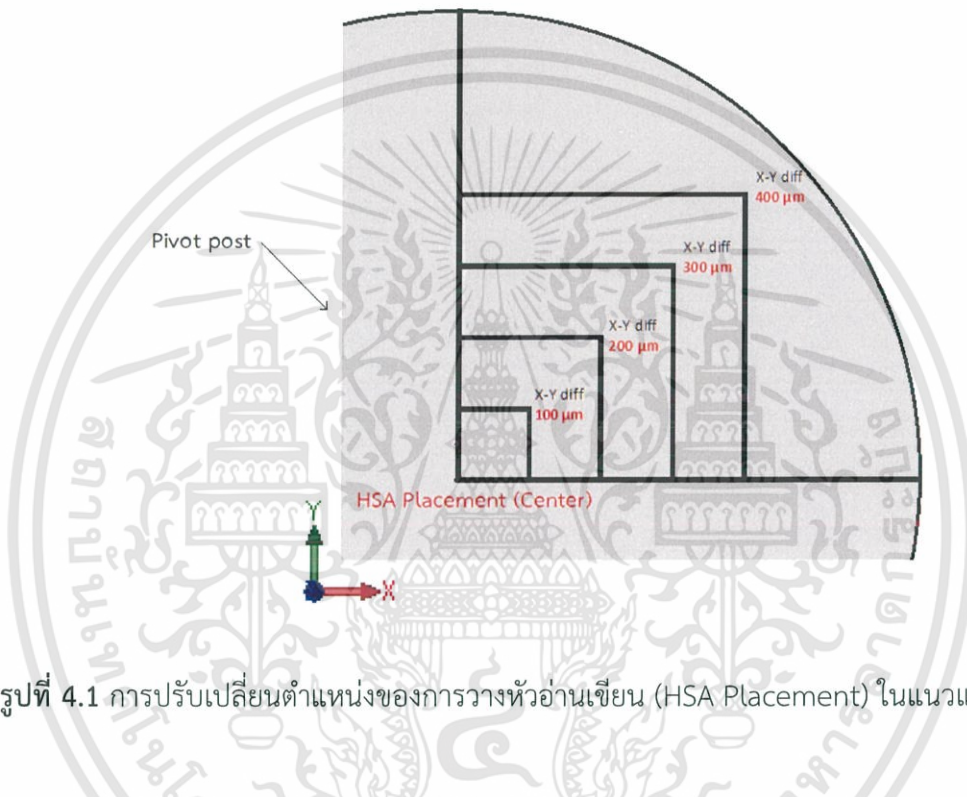 X-Y diff
400 µm
Pivot post
X-Y diff
300 µm
X-Y diff
200 µm
X-Y diff
100 µm
HSA Placement (Center)
Y
X
รูปที่ 4.1 การปรับเปลี่ยนตำแหน่งของการวางหัวอ่านเขียน (HSA Placement) ในแนวแ